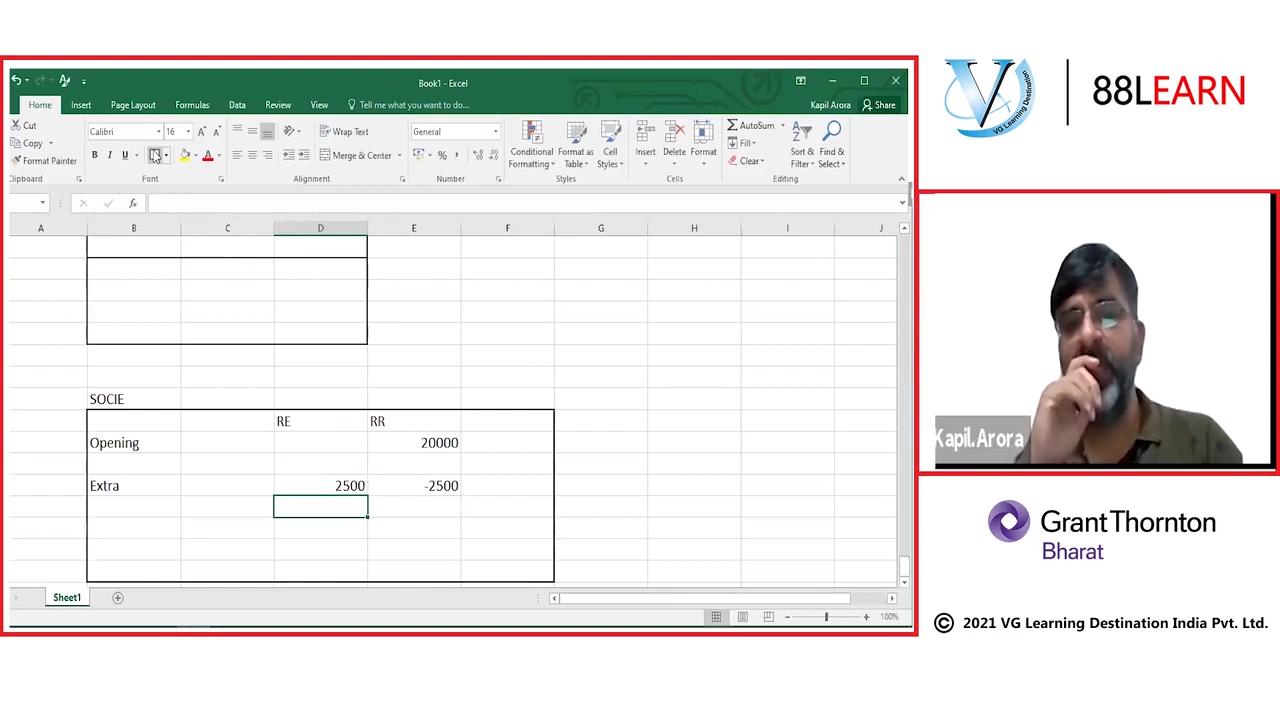 Book1 - Excel
Home Insert Page Layout Formulas Data Review View Tell me what you want to do... Kapil Arora Share
Cut
Copy
Format Painter
Clipboard
Calibri 16
B I U
Font
Wrap Text
Merge & Center
Alignment
General
Number
Conditional Formatting
Format as Table
Cell Styles
Styles
Insert Delete Format
Cells
AutoSum
Fill
Clear
Sort & Filter
Find & Select
Editing
fx
A B C D E F G H I J
SOCIE
RE RR
Opening 20000
Extra 2500 -2500
Sheet1
100%
VG Learning Destination
88LEARN
Kapil.Arora
Grant Thornton
Bharat
© 2021 VG Learning Destination India Pvt. Ltd.